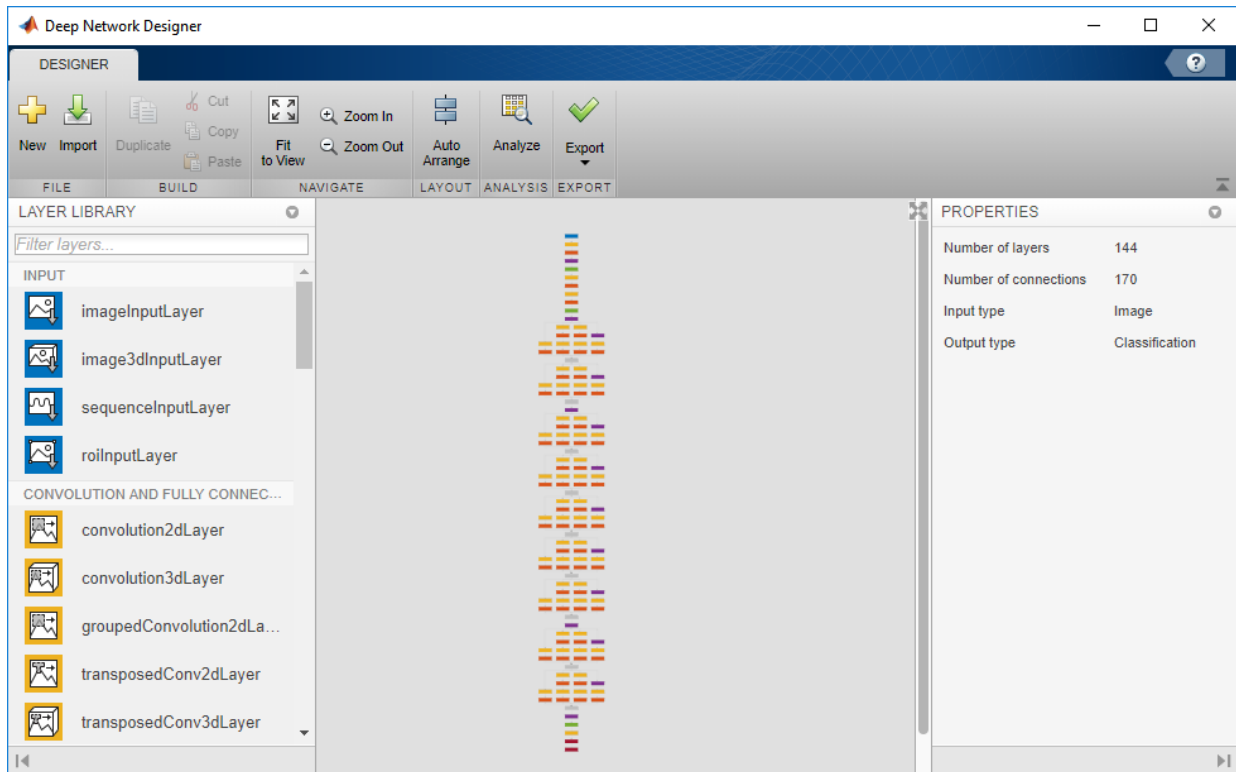 Deep Network Designer
DESIGNER
New
Import
Duplicate
Cut
Copy
Paste
Fit
to View
Zoom In
Zoom Out
Auto
Arrange
Analyze
Export
FILE
BUILD
NAVIGATE
LAYOUT
ANALYSIS
EXPORT
LAYER LIBRARY
Filter layers...
INPUT
imageInputLayer
image3dInputLayer
sequenceInputLayer
roiInputLayer
CONVOLUTION AND FULLY CONNEC...
convolution2dLayer
convolution3dLayer
groupedConvolution2dLa...
transposedConv2dLayer
transposedConv3dLayer
PROPERTIES
Number of layers 144
Number of connections 170
Input type Image
Output type Classification